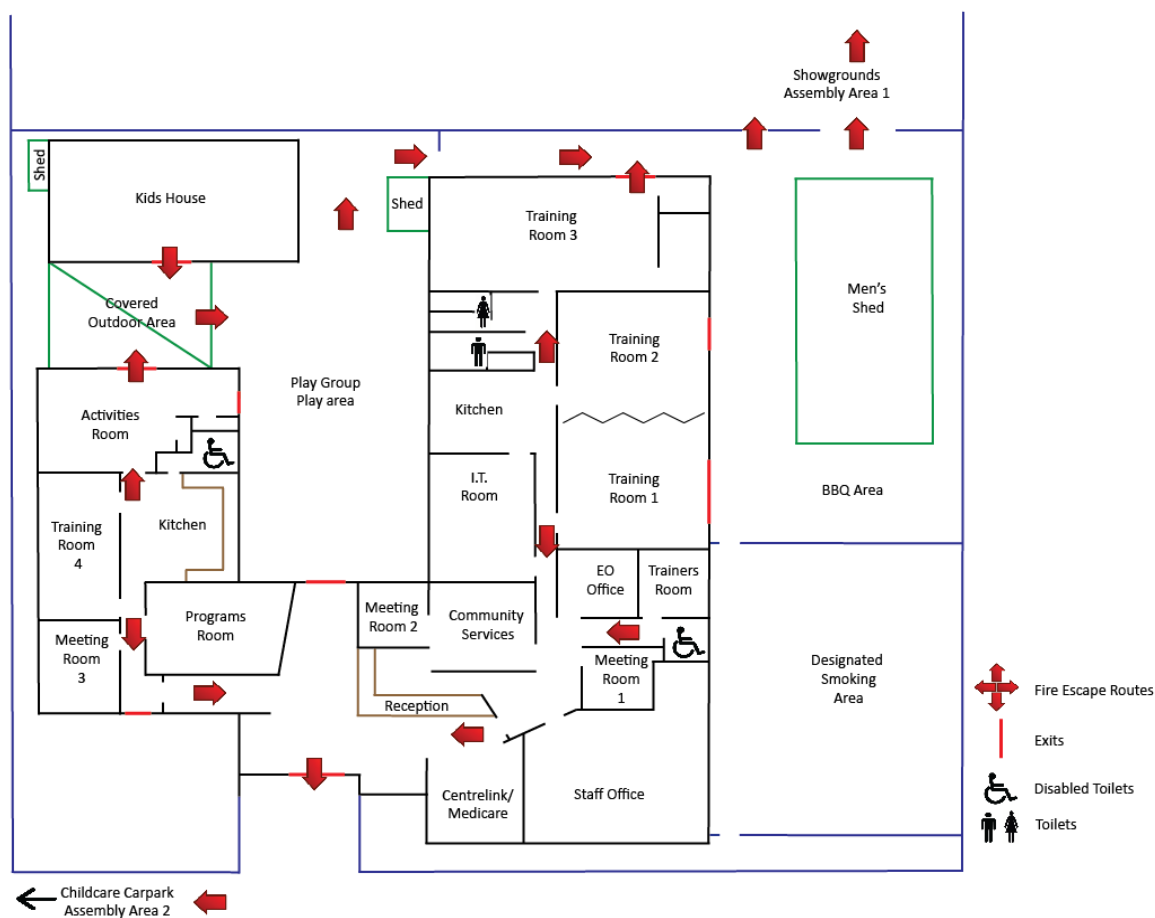 Showgrounds
Assembly Area 1
Shed
Kids House
Shed
Training
Room 3
Covered
Outdoor Area
Men's
Shed
Training
Room 2
Play Group
Play area
Activities
Room
Kitchen
I.T.
Room
Training
Room 1
BBQ Area
Training
Room
4
Kitchen
EO
Office
Trainers
Room
Programs
Room
Meeting
Room 2
Community
Services
Meeting
Room
3
Meeting
Room
1
Designated
Smoking
Area
Reception
Centrelink/
Medicare
Staff Office
Fire Escape Routes
Exits
Disabled Toilets
Toilets
Childcare Carpark
Assembly Area 2